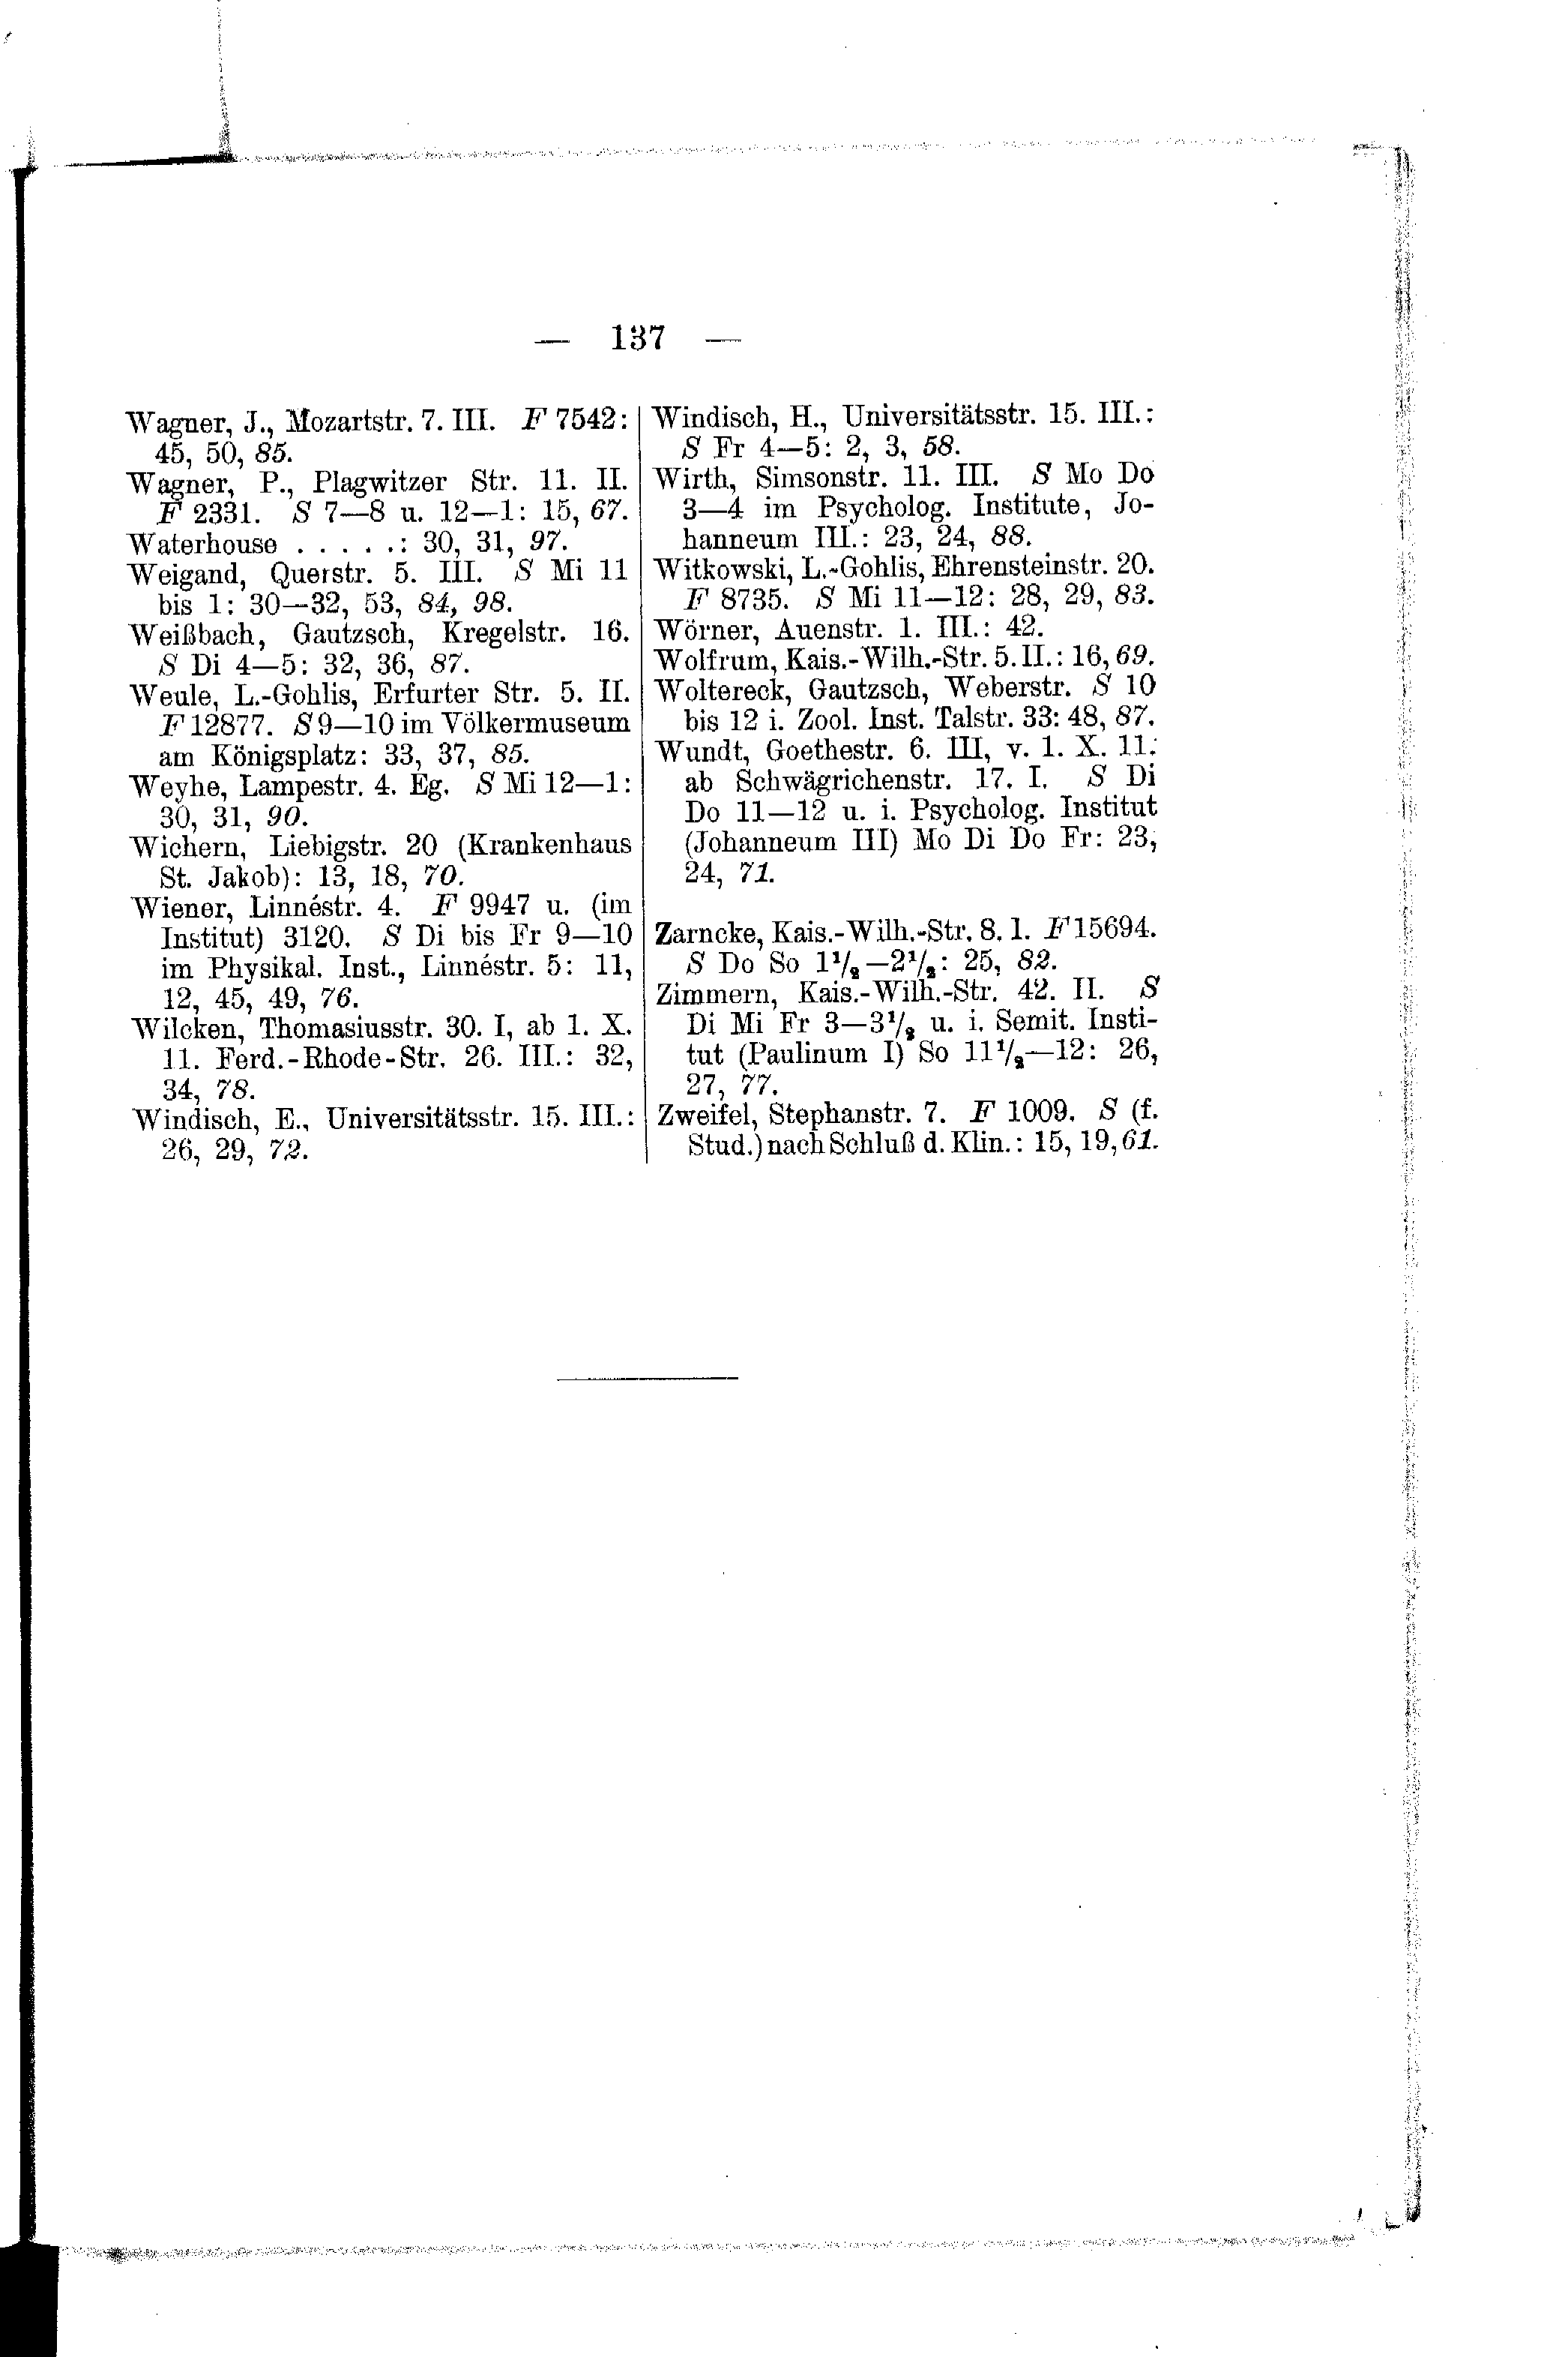 — 137 —
Wagner, J., Mozartstr. 7. III. F 7542:
45, 50, 85.
Wagner, P., Plagwitzer Str. 11. II.
F 2331. S 7—8 u. 12—1: 15, 67.
Waterhouse . . . . .: 30, 31, 97.
Weigand, Querstr. 5. III. S Mi 11
bis 1: 30—32, 53, 84, 98.
Weißbach, Gautzsch, Kregelstr. 16.
S Di 4—5: 32, 36, 87.
Weule, L.-Gohlis, Erfurter Str. 5. II.
F 12877. S 9—10 im Völkermuseum
am Königsplatz: 33, 37, 85.
Weyhe, Lampestr. 4. Eg. S Mi 12—1:
30, 31, 90.
Wichern, Liebigstr. 20 (Krankenhaus
St. Jakob): 13, 18, 70.
Wiener, Linnéstr. 4. F 9947 u. (im
Institut) 3120. S Di bis Fr 9—10
im Physikal. Inst., Linnéstr. 5: 11,
12, 45, 49, 76.
Wilcken, Thomasiusstr. 30. I, ab 1. X.
11. Ferd.-Rhode-Str. 26. III.: 32,
34, 78.
Windisch, E., Universitätsstr. 15. III.:
26, 29, 72.
Windisch, H., Universitätsstr. 15. III.:
S Fr 4—5: 2, 3, 58.
Wirth, Simsonstr. 11. III. S Mo Do
3—4 im Psycholog. Institute, Jo-
hanneum III.: 23, 24, 88.
Witkowski, L.-Gohlis, Ehrensteinstr. 20.
F 8735. S Mi 11—12: 28, 29, 83.
Wörner, Auenstr. 1. III.: 42.
Wolfrum, Kais.-Wilh.-Str. 5. II.: 16, 69.
Woltereck, Gautzsch, Weberstr. S 10
bis 12 i. Zool. Inst. Talstr. 33: 48, 87.
Wundt, Goethestr. 6. III, v. 1. X. 11.
ab Schwägrichenstr. 17. I. S Di
Do 11—12 u. i. Psycholog. Institut
(Johanneum III) Mo Di Do Fr: 23,
24, 71.
Zarncke, Kais.-Wilh.-Str. 8. I. F 15694.
S Do So 1½—2½: 25, 82.
Zimmern, Kais.-Wilh.-Str. 42. II. S
Di Mi Fr 3—3½ u. i. Semit. Insti-
tut (Paulinum I) So 11½—12: 26,
27, 77.
Zweifel, Stephanstr. 7. F 1009. S (f.
Stud.) nach Schluß d. Klin.: 15, 19, 61.